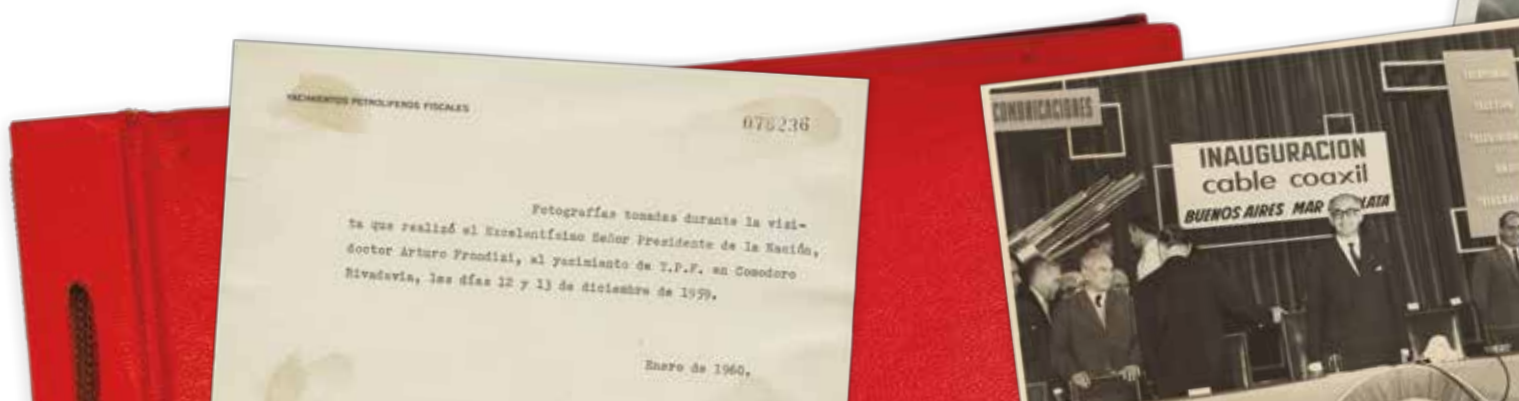 YACIMIENTOS PETROLIFEROS FISCALES
078236
Fotografías tomadas durante la visi-
ta que realizó el Excelentísimo Señor Presidente de la Nación,
doctor Arturo Frondizi, al yacimiento de Y.P.F. en Comodoro
Rivadavia, los días 12 y 13 de diciembre de 1959.
Enero de 1960.
COMUNICACIONES
INAUGURACION
cable coaxil
BUENOS AIRES MAR LATA